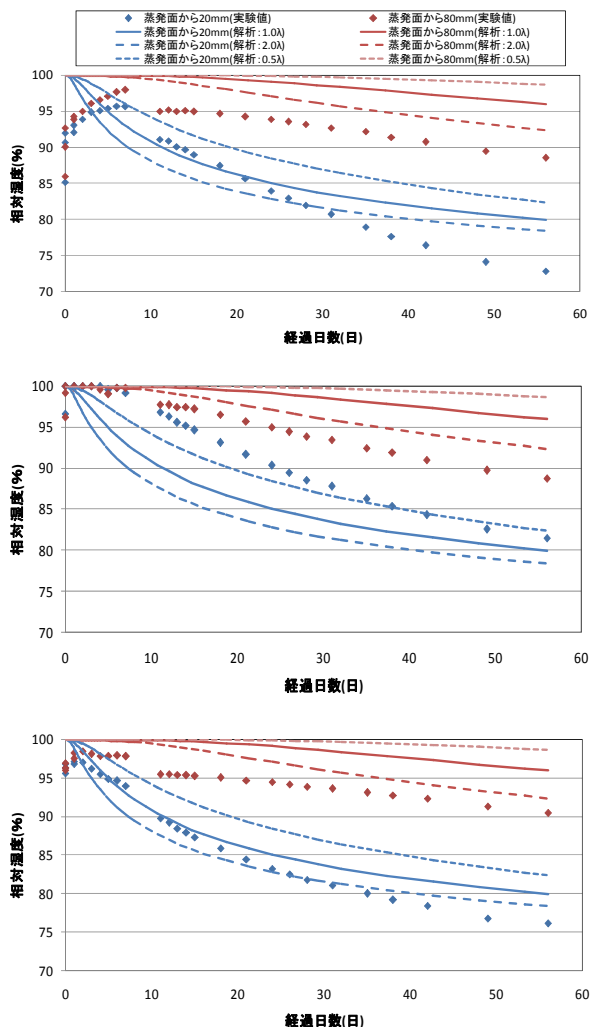 蒸発面から20mm(実験値) 蒸発面から80mm(実験値)
蒸発面から20mm(解析:1.0λ) 蒸発面から80mm(解析:1.0λ)
蒸発面から20mm(解析:2.0λ) 蒸発面から80mm(解析:2.0λ)
蒸発面から20mm(解析:0.5λ) 蒸発面から80mm(解析:0.5λ)
100
95
90
85
80
75
70
相対湿度(%)
0 10 20 30 40 50 60
経過日数(日)
100
95
90
85
80
75
70
相対湿度(%)
0 10 20 30 40 50 60
経過日数(日)
100
95
90
85
80
75
70
相対湿度(%)
0 10 20 30 40 50 60
経過日数(日)